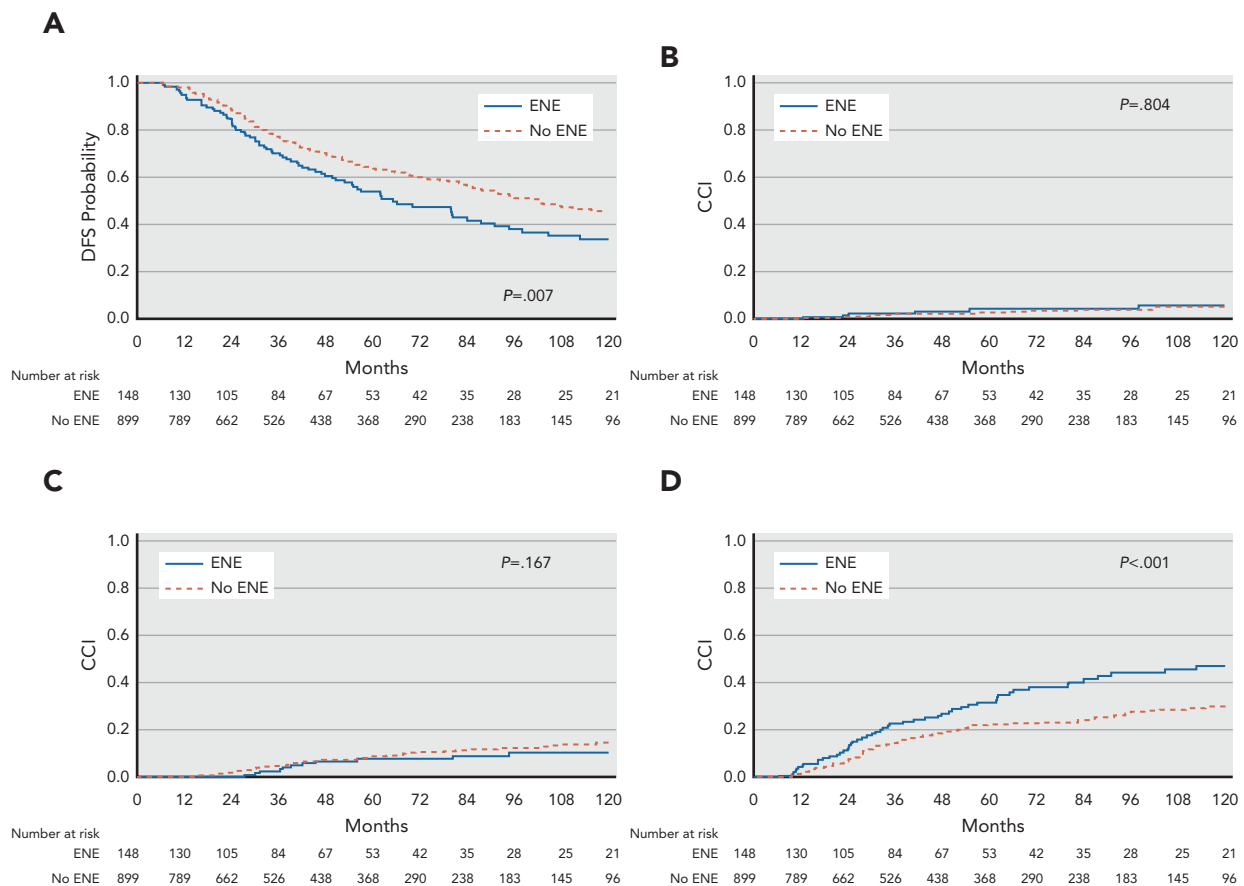 A
DFS Probability
1.0
0.8
0.6
0.4
0.2
0.0
ENE
No ENE
P=.007
0 12 24 36 48 60 72 84 96 108 120
Months
Number at risk
ENE 148 130 105 84 67 53 42 35 28 25 21
No ENE 899 789 662 526 438 368 290 238 183 145 96
B
CCI
1.0
0.8
0.6
0.4
0.2
0.0
ENE
No ENE
P=.804
0 12 24 36 48 60 72 84 96 108 120
Months
Number at risk
ENE 148 130 105 84 67 53 42 35 28 25 21
No ENE 899 789 662 526 438 368 290 238 183 145 96
C
CCI
1.0
0.8
0.6
0.4
0.2
0.0
ENE
No ENE
P=.167
0 12 24 36 48 60 72 84 96 108 120
Months
Number at risk
ENE 148 130 105 84 67 53 42 35 28 25 21
No ENE 899 789 662 526 438 368 290 238 183 145 96
D
CCI
1.0
0.8
0.6
0.4
0.2
0.0
ENE
No ENE
P<.001
0 12 24 36 48 60 72 84 96 108 120
Months
Number at risk
ENE 148 130 105 84 67 53 42 35 28 25 21
No ENE 899 789 662 526 438 368 290 238 183 145 96